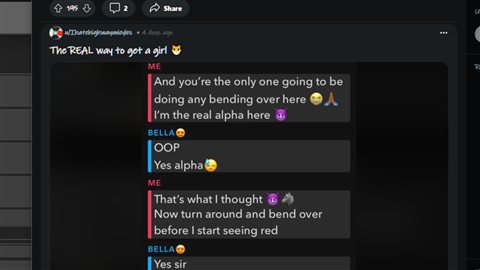 195 2 Share
u/Ihatehighwaymovies • 4 days ago
The REAL way to get a girl 😼
ME
And you're the only one going to be
doing any bending over here 😭🙏🏾
I'm the real alpha here 😈
BELLA😍
OOP
Yes alpha😓
ME
That's what I thought 😈🐴
Now turn around and bend over
before I start seeing red
BELLA😍
Yes sir